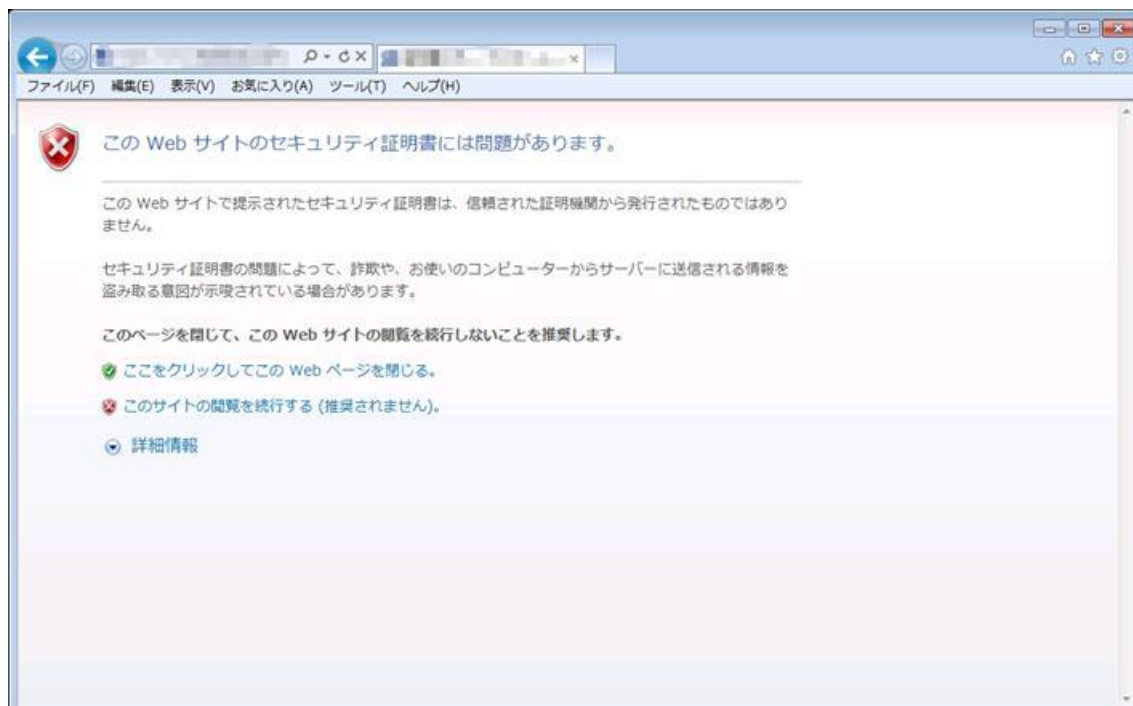 ファイル(F) 編集(E) 表示(V) お気に入り(A) ツール(T) ヘルプ(H)
この Web サイトのセキュリティ証明書には問題があります。
この Web サイトで提示されたセキュリティ証明書は、信頼された証明機関から発行されたものではあり
ません。
セキュリティ証明書の問題によって、詐欺や、お使いのコンピューターからサーバーに送信される情報を
盗み取る意図が示唆されている場合があります。
このページを閉じて、この Web サイトの閲覧を続行しないことを推奨します。
ここをクリックしてこの Web ページを閉じる。
このサイトの閲覧を続行する (推奨されません)。
詳細情報